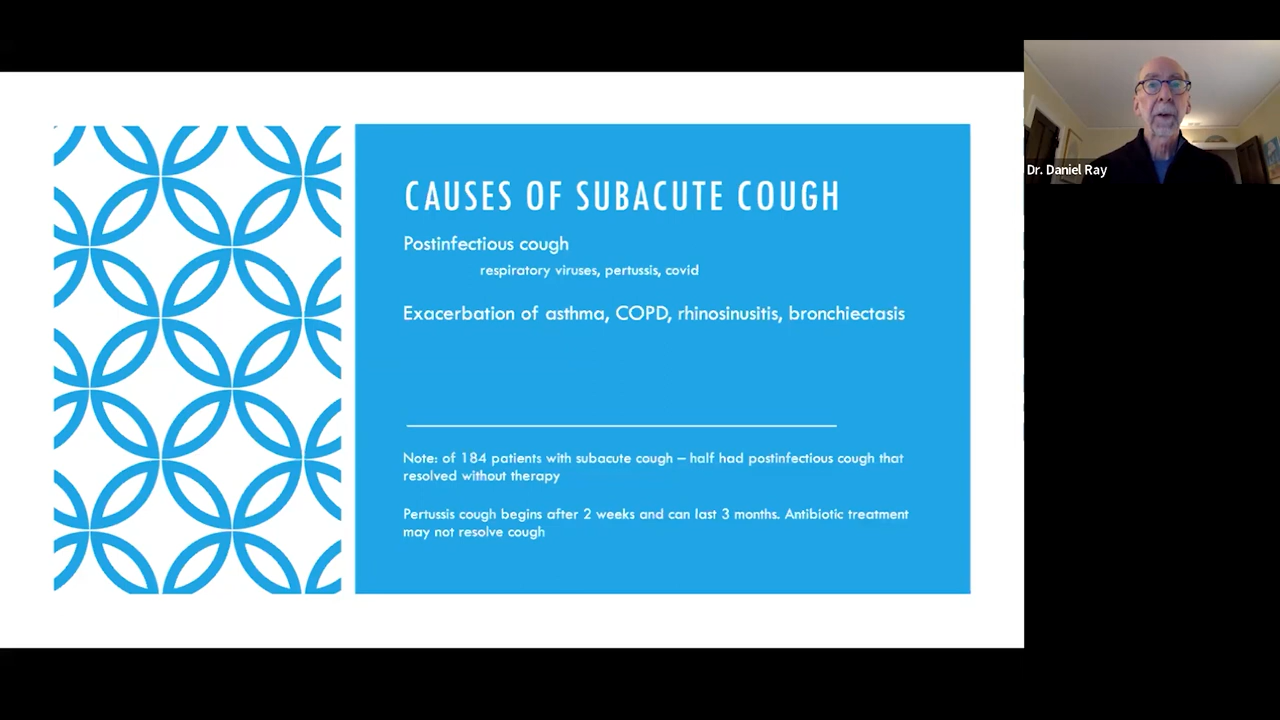 CAUSES OF SUBACUTE COUGH
Postinfectious cough
respiratory viruses, pertussis, covid
Exacerbation of asthma, COPD, rhinosinusitis, bronchiectasis
Note: of 184 patients with subacute cough – half had postinfectious cough that
resolved without therapy
Pertussis cough begins after 2 weeks and can last 3 months. Antibiotic treatment
may not resolve cough
Dr. Daniel Ray